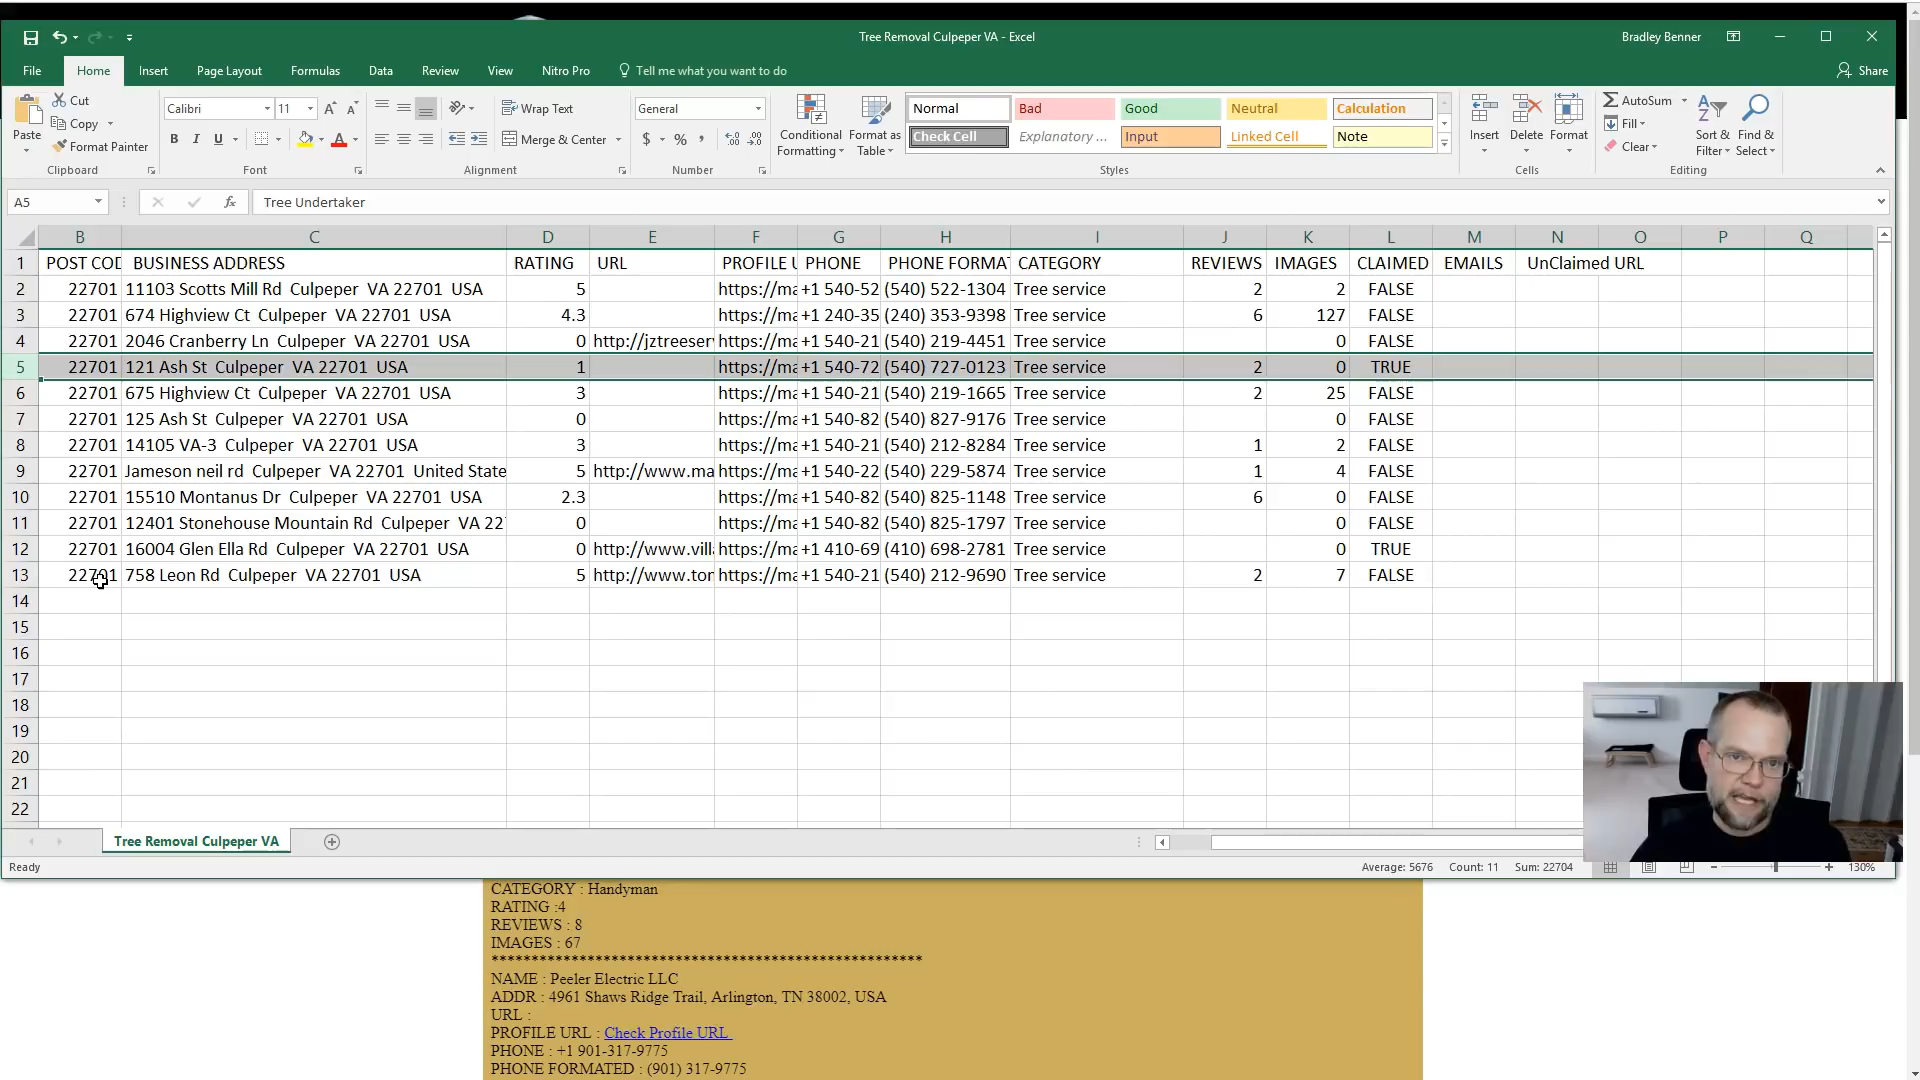 Tree Removal Culpeper VA - Excel
Bradley Benner
File Home Insert Page Layout Formulas Data Review View Nitro Pro Tell me what you want to do Share
Paste
Cut
Copy
Format Painter
Clipboard
Calibri 11
B I U
Font
Wrap Text
Merge & Center
Alignment
General
$ % ,
Number
Conditional Formatting
Format as Table
Normal Bad Good Neutral Calculation
Check Cell Explanatory ... Input Linked Cell Note
Styles
Insert Delete Format
Cells
AutoSum
Fill
Clear
Sort & Filter
Find & Select
Editing
A5 fx Tree Undertaker
B C D E F G H I J K L M N O P Q
1 POST COD BUSINESS ADDRESS RATING URL PROFILE U PHONE PHONE FORMA CATEGORY REVIEWS IMAGES CLAIMED EMAILS UnClaimed URL
2 22701 11103 Scotts Mill Rd Culpeper VA 22701 USA 5 https://ma +1 540-52 (540) 522-1304 Tree service 2 2 FALSE
3 22701 674 Highview Ct Culpeper VA 22701 USA 4.3 https://ma +1 240-35 (240) 353-9398 Tree service 6 127 FALSE
4 22701 2046 Cranberry Ln Culpeper VA 22701 USA 0 http://jztreeser https://ma +1 540-21 (540) 219-4451 Tree service 0 FALSE
5 22701 121 Ash St Culpeper VA 22701 USA 1 https://ma +1 540-72 (540) 727-0123 Tree service 2 0 TRUE
6 22701 675 Highview Ct Culpeper VA 22701 USA 3 https://ma +1 540-21 (540) 219-1665 Tree service 2 25 FALSE
7 22701 125 Ash St Culpeper VA 22701 USA 0 https://ma +1 540-82 (540) 827-9176 Tree service 0 FALSE
8 22701 14105 VA-3 Culpeper VA 22701 USA 3 https://ma +1 540-21 (540) 212-8284 Tree service 1 2 FALSE
9 22701 Jameson neil rd Culpeper VA 22701 United State 5 http://www.ma https://ma +1 540-22 (540) 229-5874 Tree service 1 4 FALSE
10 22701 15510 Montanus Dr Culpeper VA 22701 USA 2.3 https://ma +1 540-82 (540) 825-1148 Tree service 6 0 FALSE
11 22701 12401 Stonehouse Mountain Rd Culpeper VA 22 0 https://ma +1 540-82 (540) 825-1797 Tree service 0 FALSE
12 22701 16004 Glen Ella Rd Culpeper VA 22701 USA 0 http://www.vill https://ma +1 410-69 (410) 698-2781 Tree service 0 TRUE
13 22701 758 Leon Rd Culpeper VA 22701 USA 5 http://www.tor https://ma +1 540-21 (540) 212-9690 Tree service 2 7 FALSE
14
15
16
17
18
19
20
21
22
Tree Removal Culpeper VA
Ready Average: 5676 Count: 11 Sum: 22704 130%
CATEGORY : Handyman
RATING :4
REVIEWS : 8
IMAGES : 67
******************************************************
NAME : Peeler Electric LLC
ADDR : 4961 Shaws Ridge Trail, Arlington, TN 38002, USA
URL :
PROFILE URL : Check Profile URL
PHONE : +1 901-317-9775
PHONE FORMATED : (901) 317-9775